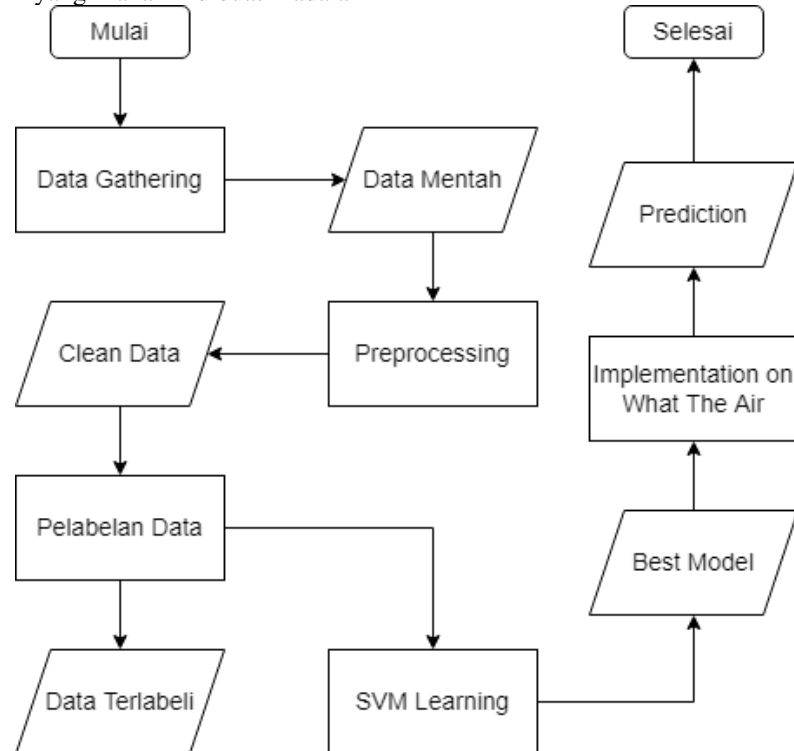 Mulai
Selesai
Data Gathering
Data Mentah
Prediction
Clean Data
Preprocessing
Implementation on
What The Air
Pelabelan Data
Best Model
Data Terlabeli
SVM Learning